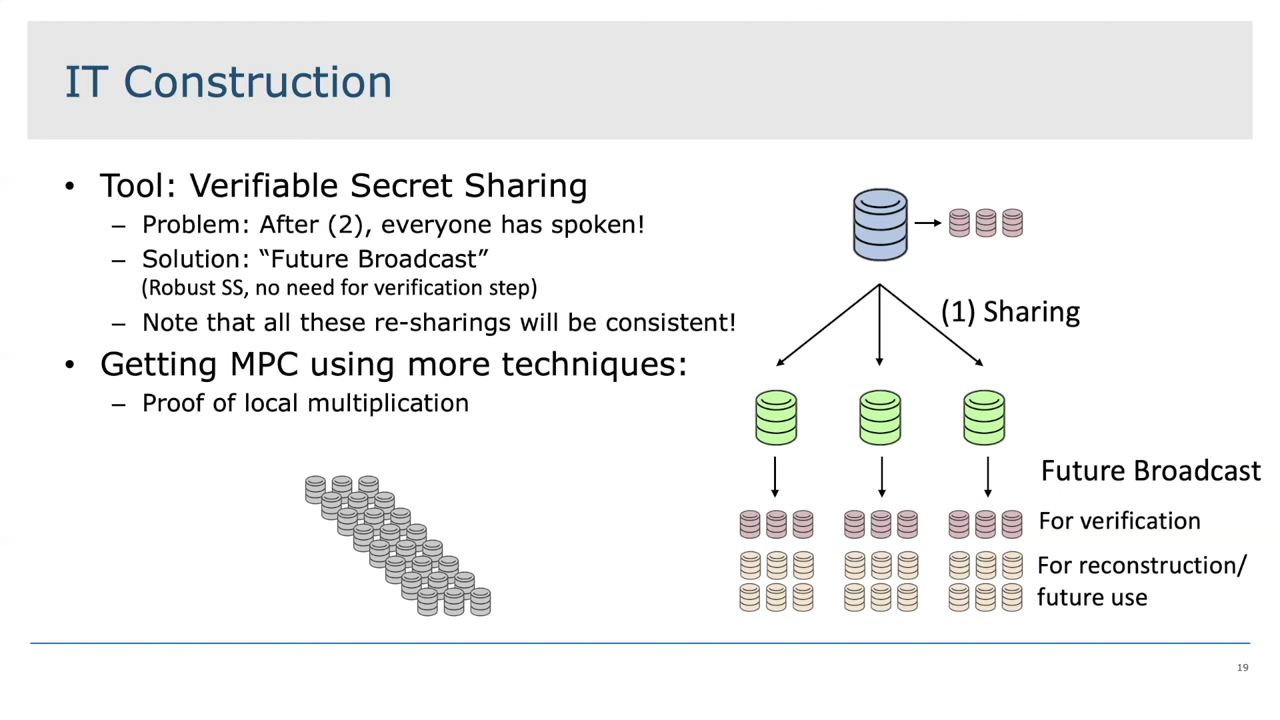 IT Construction
• Tool: Verifiable Secret Sharing
– Problem: After (2), everyone has spoken!
– Solution: “Future Broadcast”
(Robust SS, no need for verification step)
– Note that all these re-sharings will be consistent!
• Getting MPC using more techniques:
– Proof of local multiplication
(1) Sharing
Future Broadcast
For verification
For reconstruction/
future use
19